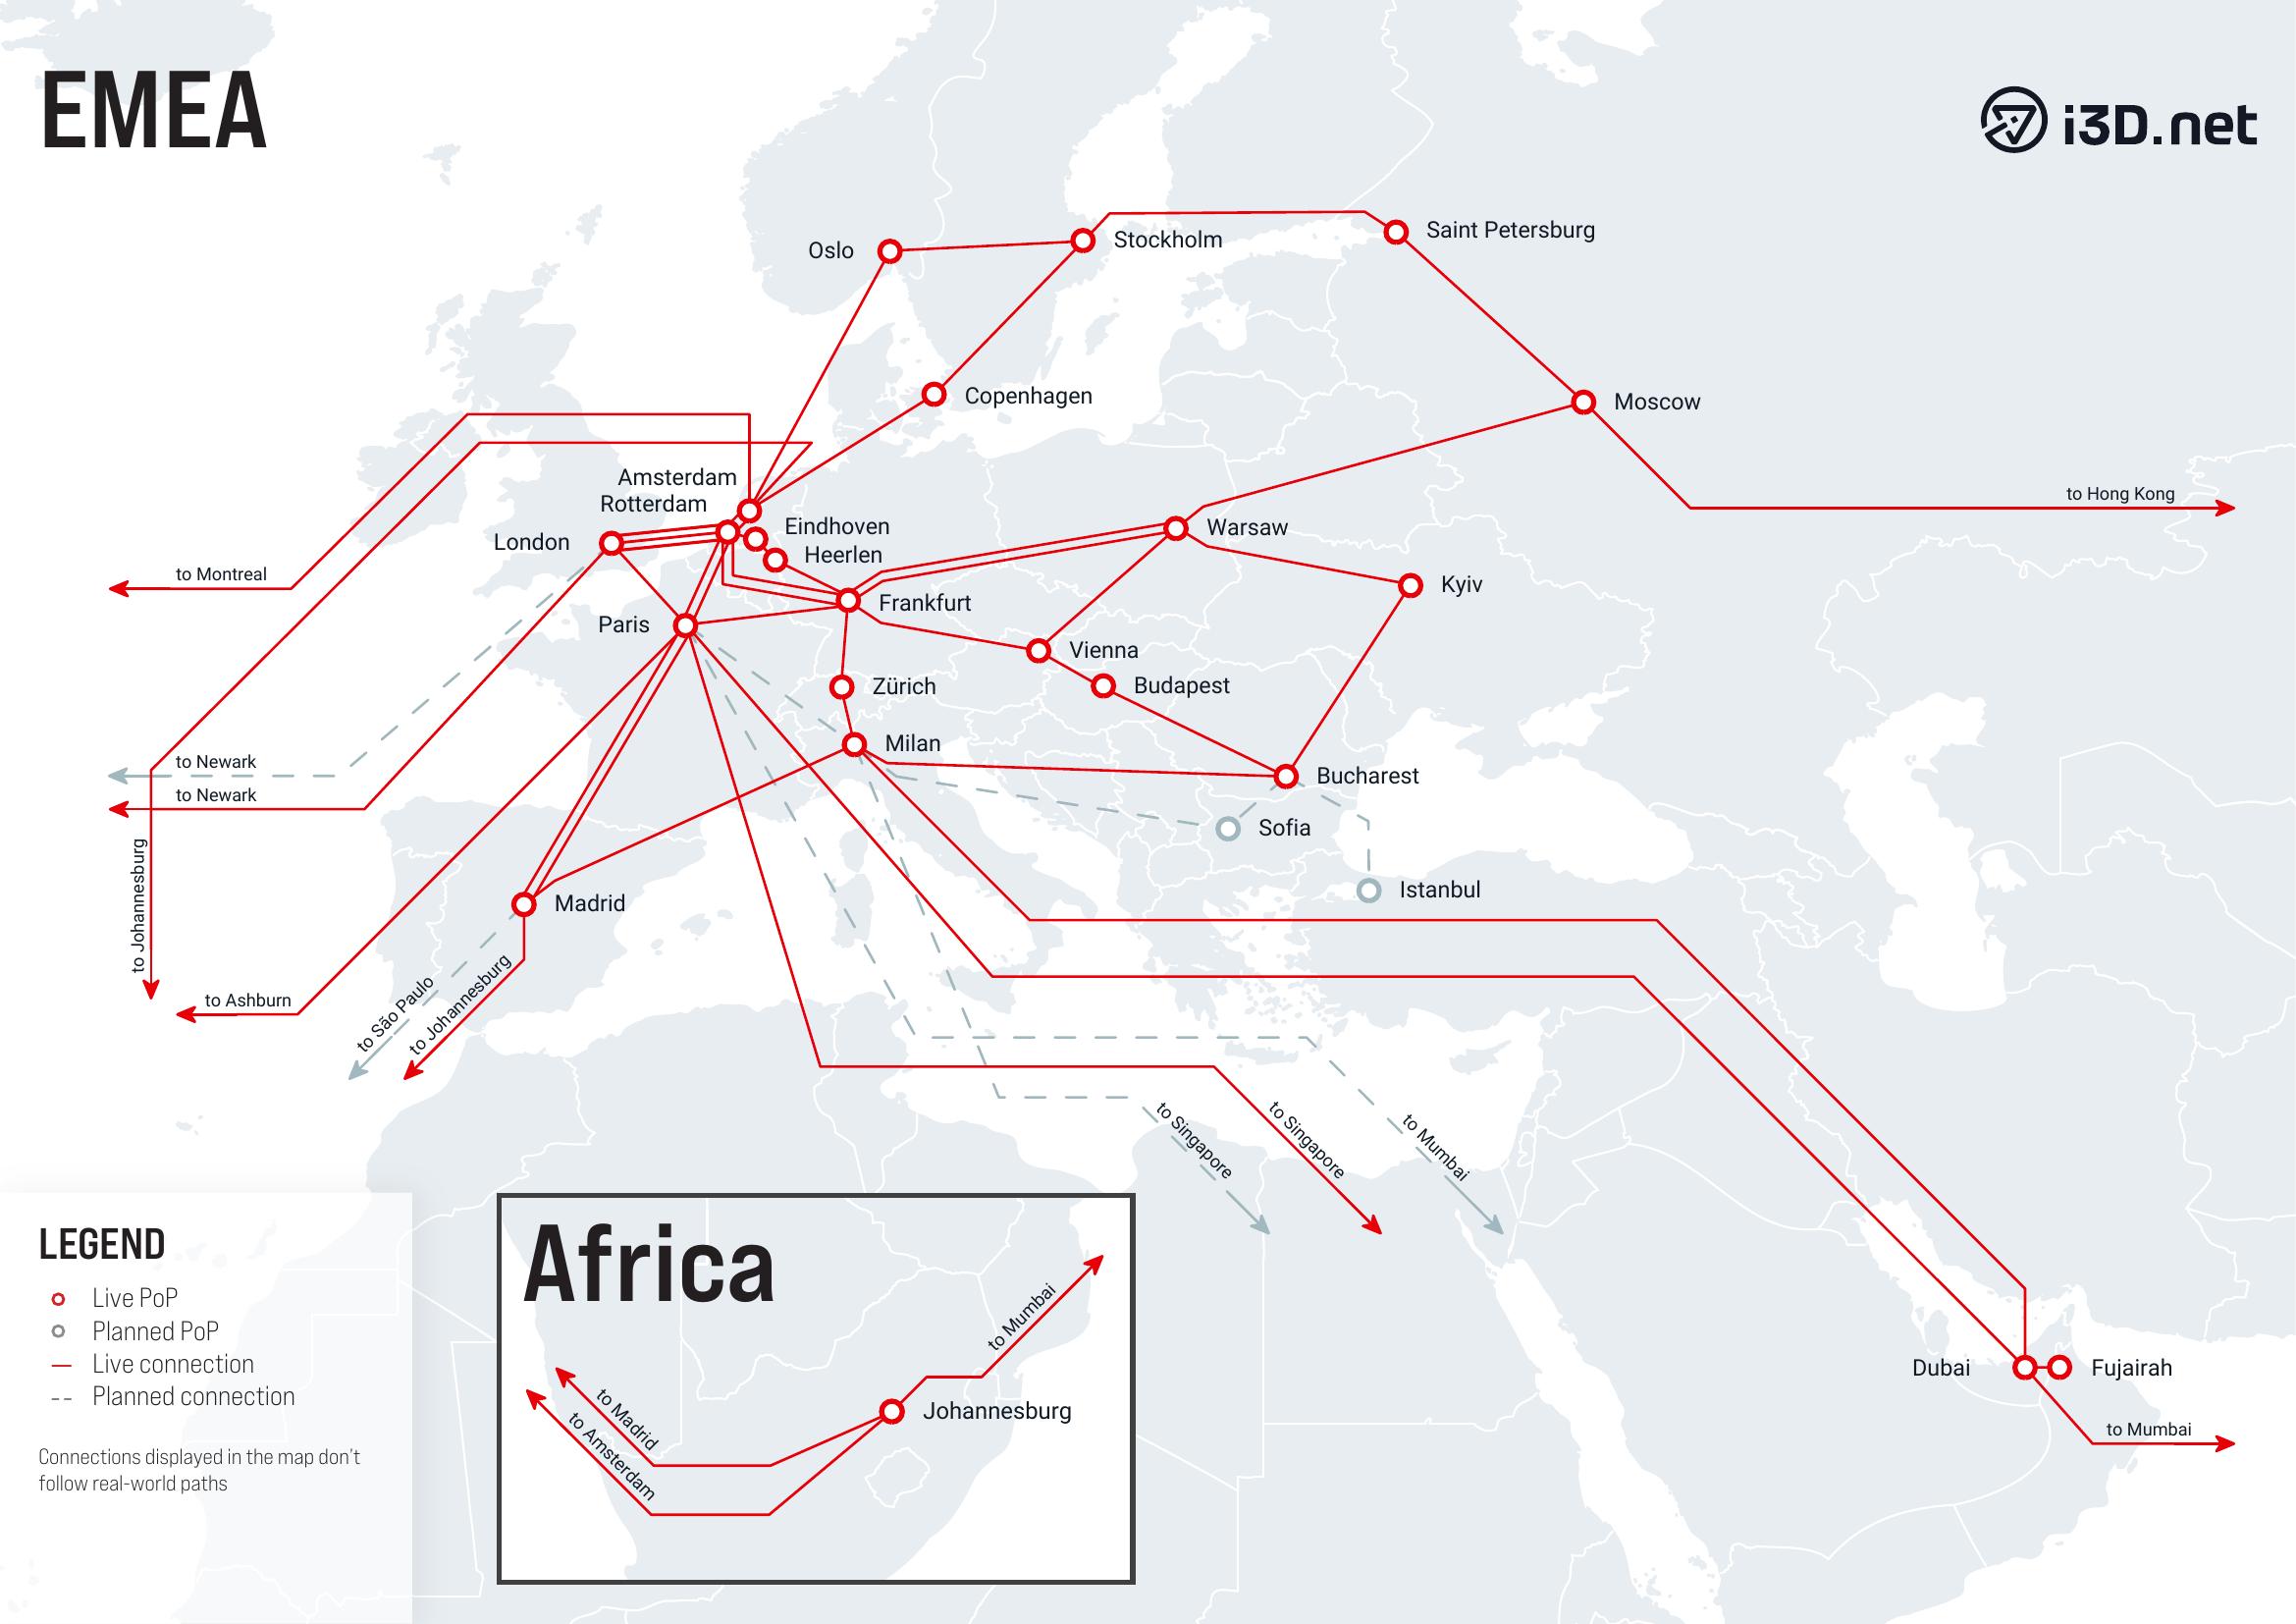 EMEA
i3D.net
Oslo
Stockholm
Saint Petersburg
Copenhagen
Moscow
Amsterdam
Rotterdam
to Hong Kong
Eindhoven
Warsaw
London
Heerlen
to Montreal
Kyiv
Frankfurt
Paris
Vienna
Zürich
Budapest
Milan
to Newark
Bucharest
to Newark
Sofia
Istanbul
Madrid
to Johannesburg
to Ashburn
to São Paulo
to Johannesburg
to Singapore
to Singapore
to Mumbai
LEGEND
Live PoP
Planned PoP
Live connection
Planned connection
Connections displayed in the map don't
follow real-world paths
Africa
to Mumbai
to Madrid
to Amsterdam
Johannesburg
Dubai
Fujairah
to Mumbai